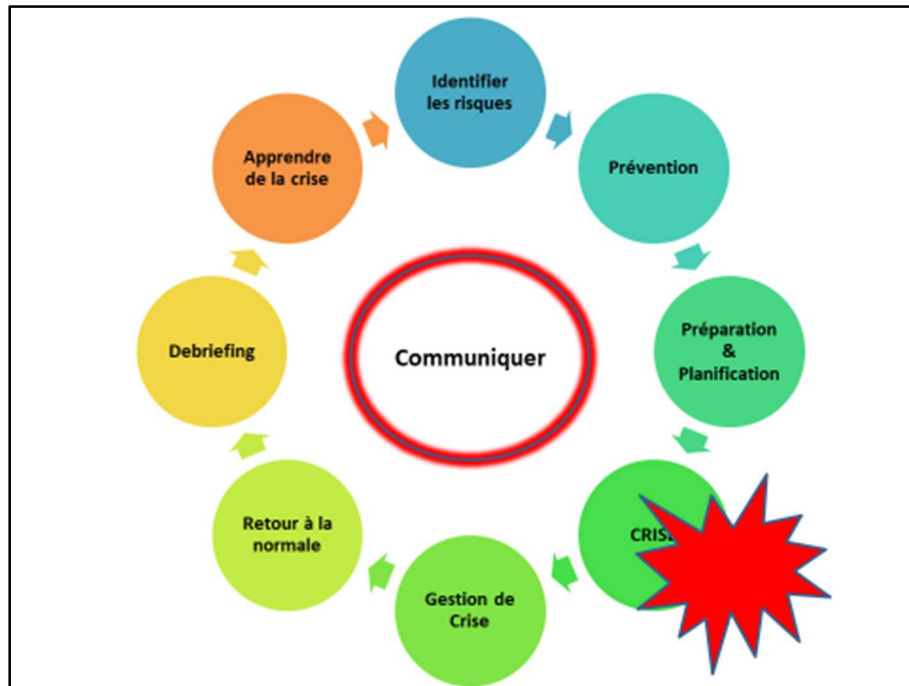 Identifier
les risques
Prévention
Préparation
&
Planification
Gestion de
Crise
Retour à la
normale
Debriefing
Apprendre
de la crise
Communiquer